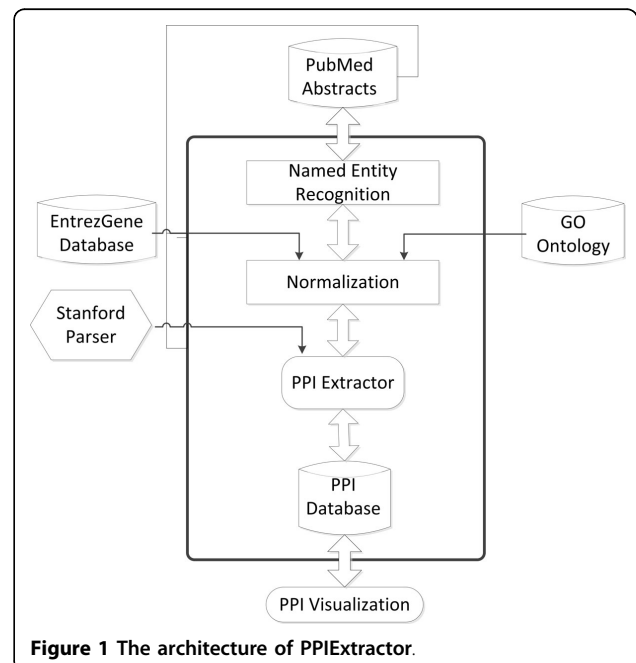 PubMed
Abstracts
Named Entity
Recognition
EntrezGene
Database
GO
Ontology
Normalization
Stanford
Parser
PPI Extractor
PPI
Database
PPI Visualization
Figure 1 The architecture of PPIExtractor.